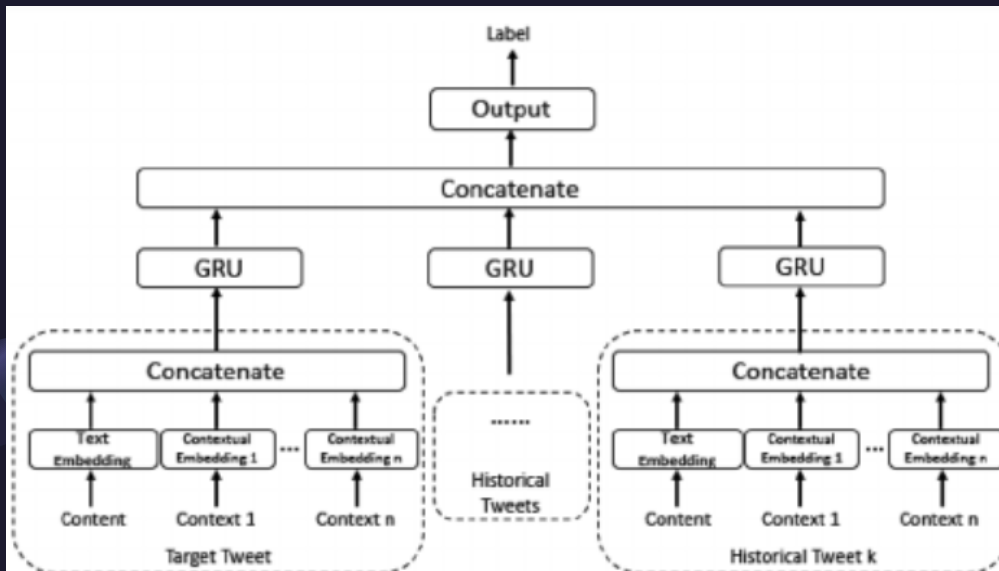 Label
Output
Concatenate
GRU
GRU
GRU
Concatenate
Concatenate
......
Text
Embedding
Contextual
Embedding 1
...
Contextual
Embedding n
Text
Embedding
Contextual
Embedding 1
...
Contextual
Embedding n
Historical
Tweets
Content
Context 1
Context n
Content
Context 1
Context n
Target Tweet
Historical Tweet k